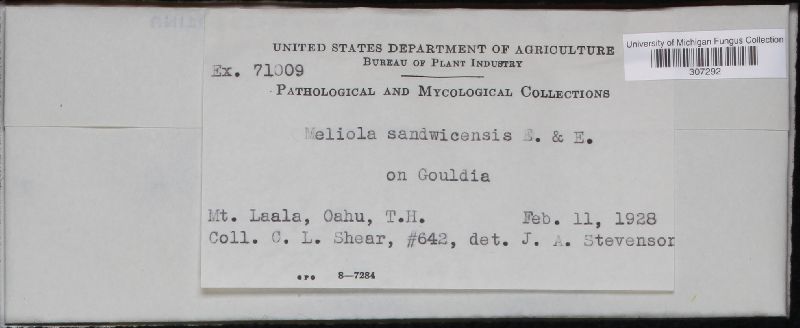 UNITED STATES DEPARTMENT OF AGRICULTURE
BUREAU OF PLANT INDUSTRY
Ex. 71009
PATHOLOGICAL AND MYCOLOGICAL COLLECTIONS
University of Michigan Fungus Collection
307292
Meliola sandwicensis E. & E.
on Gouldia
Mt. Laala, Oahu, T.H. Feb. 11, 1928
Coll. C. L. Shear, #642, det. J. A. Stevenson
GPO 8—7284